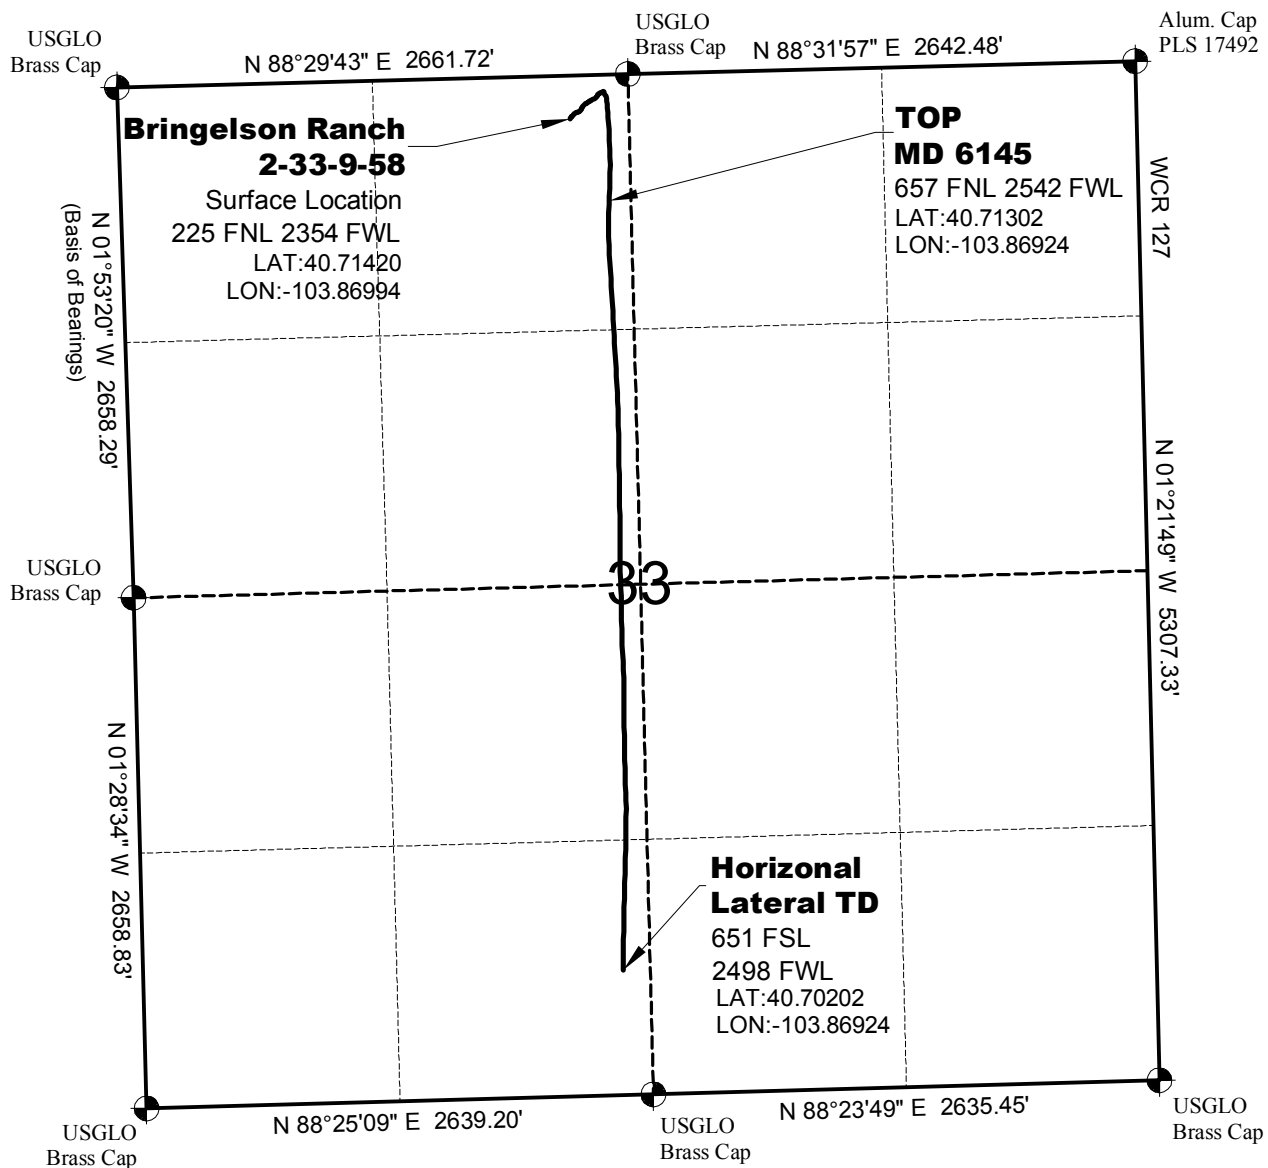 USGLO
Brass Cap
N 88°29'43" E  2661.72'
USGLO
Brass Cap
N 88°31'57" E  2642.48'
Alum. Cap
PLS 17492
Bringelson Ranch
2-33-9-58
Surface Location
225 FNL 2354 FWL
LAT:40.71420
LON:-103.86994
TOP
MD 6145
657 FNL 2542 FWL
LAT:40.71302
LON:-103.86924
WCR 127
N 01°53'20" W  2658.29'
(Basis of Bearings)
N 01°21'49" W  5307.33'
USGLO
Brass Cap
33
N 01°28'34" W  2658.83'
Horizonal
Lateral TD
651 FSL
2498 FWL
LAT:40.70202
LON:-103.86924
USGLO
Brass Cap
N 88°25'09" E  2639.20'
USGLO
Brass Cap
N 88°23'49" E  2635.45'
USGLO
Brass Cap